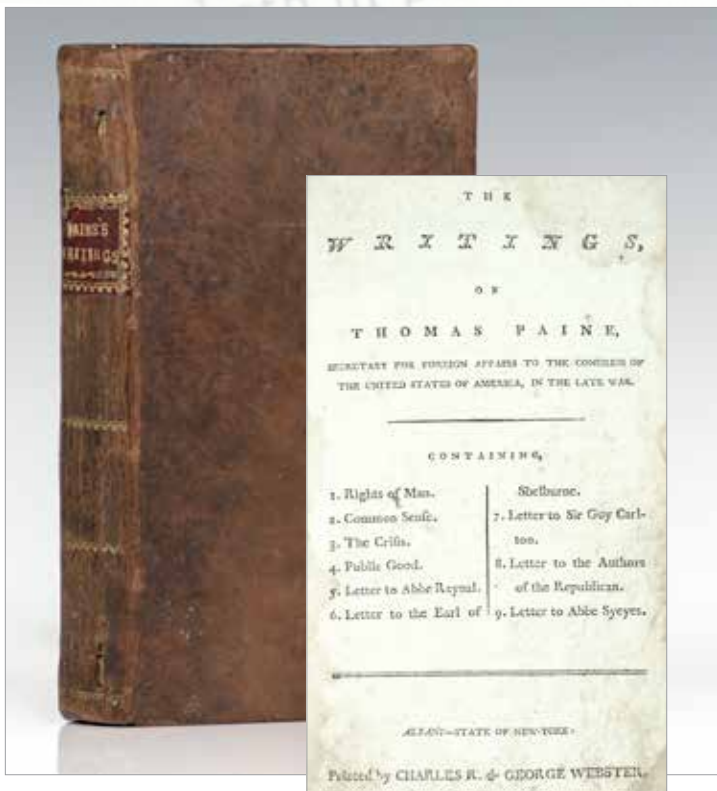 PAINE'S
WRITINGS
THE
WRITINGS,
OF
THOMAS PAINE,
SECRETARY FOR FOREIGN AFFAIRS TO THE CONGRESS OF
THE UNITED STATES OF AMERICA, IN THE LATE WAR.
CONTAINING,
1. Rights of Man.
2. Common Sense.
3. The Crisis.
4. Public Good.
5. Letter to Abbe Reynal.
6. Letter to the Earl of
Shelburne.
7. Letter to Sir Guy Carl-
ton.
8. Letter to the Authors
of the Republican.
9. Letter to Abbe Syeyes.
ALBANY—STATE OF NEW-YORK:
Printed by CHARLES R. & GEORGE WEBSTER,